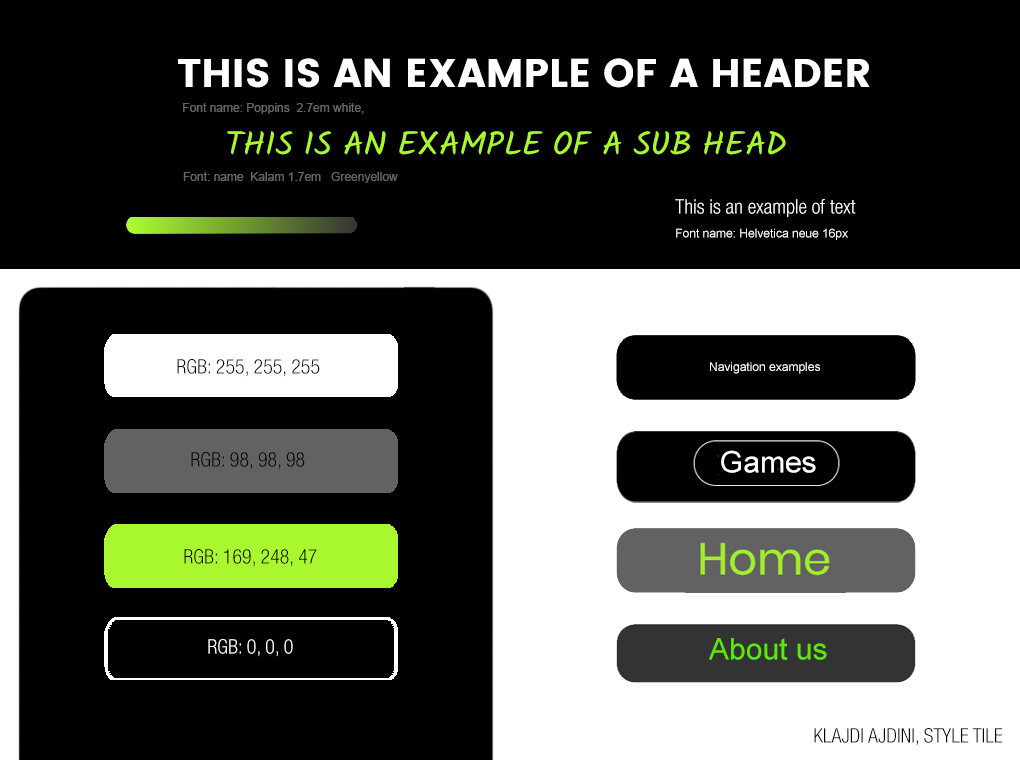 THIS IS AN EXAMPLE OF A HEADER
Font name: Poppins  2.7em white,
THIS IS AN EXAMPLE OF A SUB HEAD
Font: name  Kalam 1.7em   Greenyellow
This is an example of text
Font name: Helvetica neue 16px
RGB: 255, 255, 255
RGB: 98, 98, 98
RGB: 169, 248, 47
RGB: 0, 0, 0
Navigation examples
Games
Home
About us
KLAJDI AJDINI, STYLE TILE